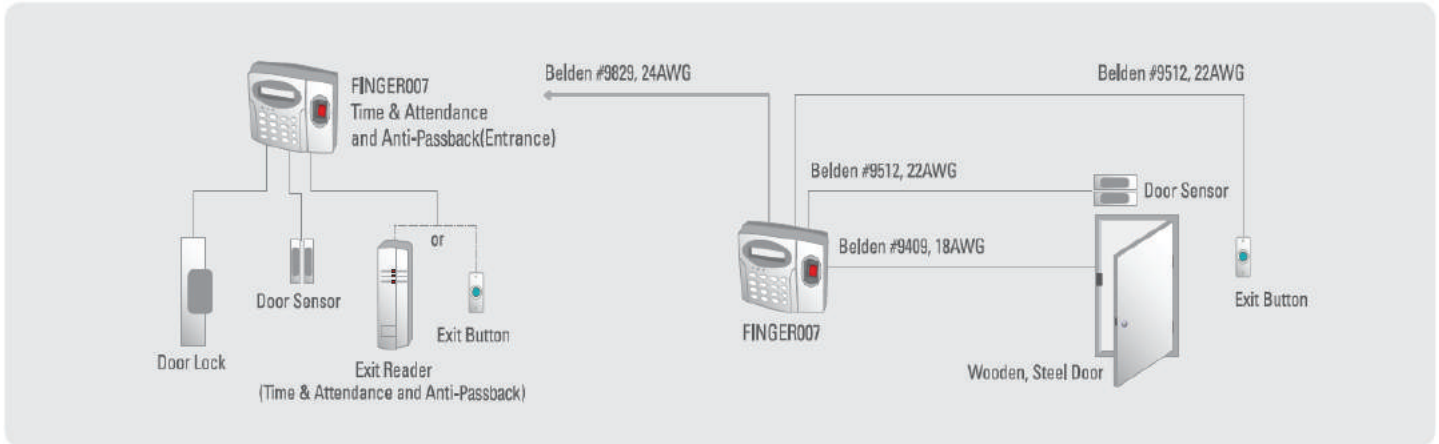 FINGER007
Time & Attendance
and Anti-Passback(Entrance)
Door Lock
Door Sensor
or
Exit Reader
(Time & Attendance and Anti-Passback)
Exit Button
Belden #9829, 24AWG
Belden #9512, 22AWG
Belden #9512, 22AWG
Door Sensor
Belden #9409, 18AWG
FINGER007
Wooden, Steel Door
Exit Button